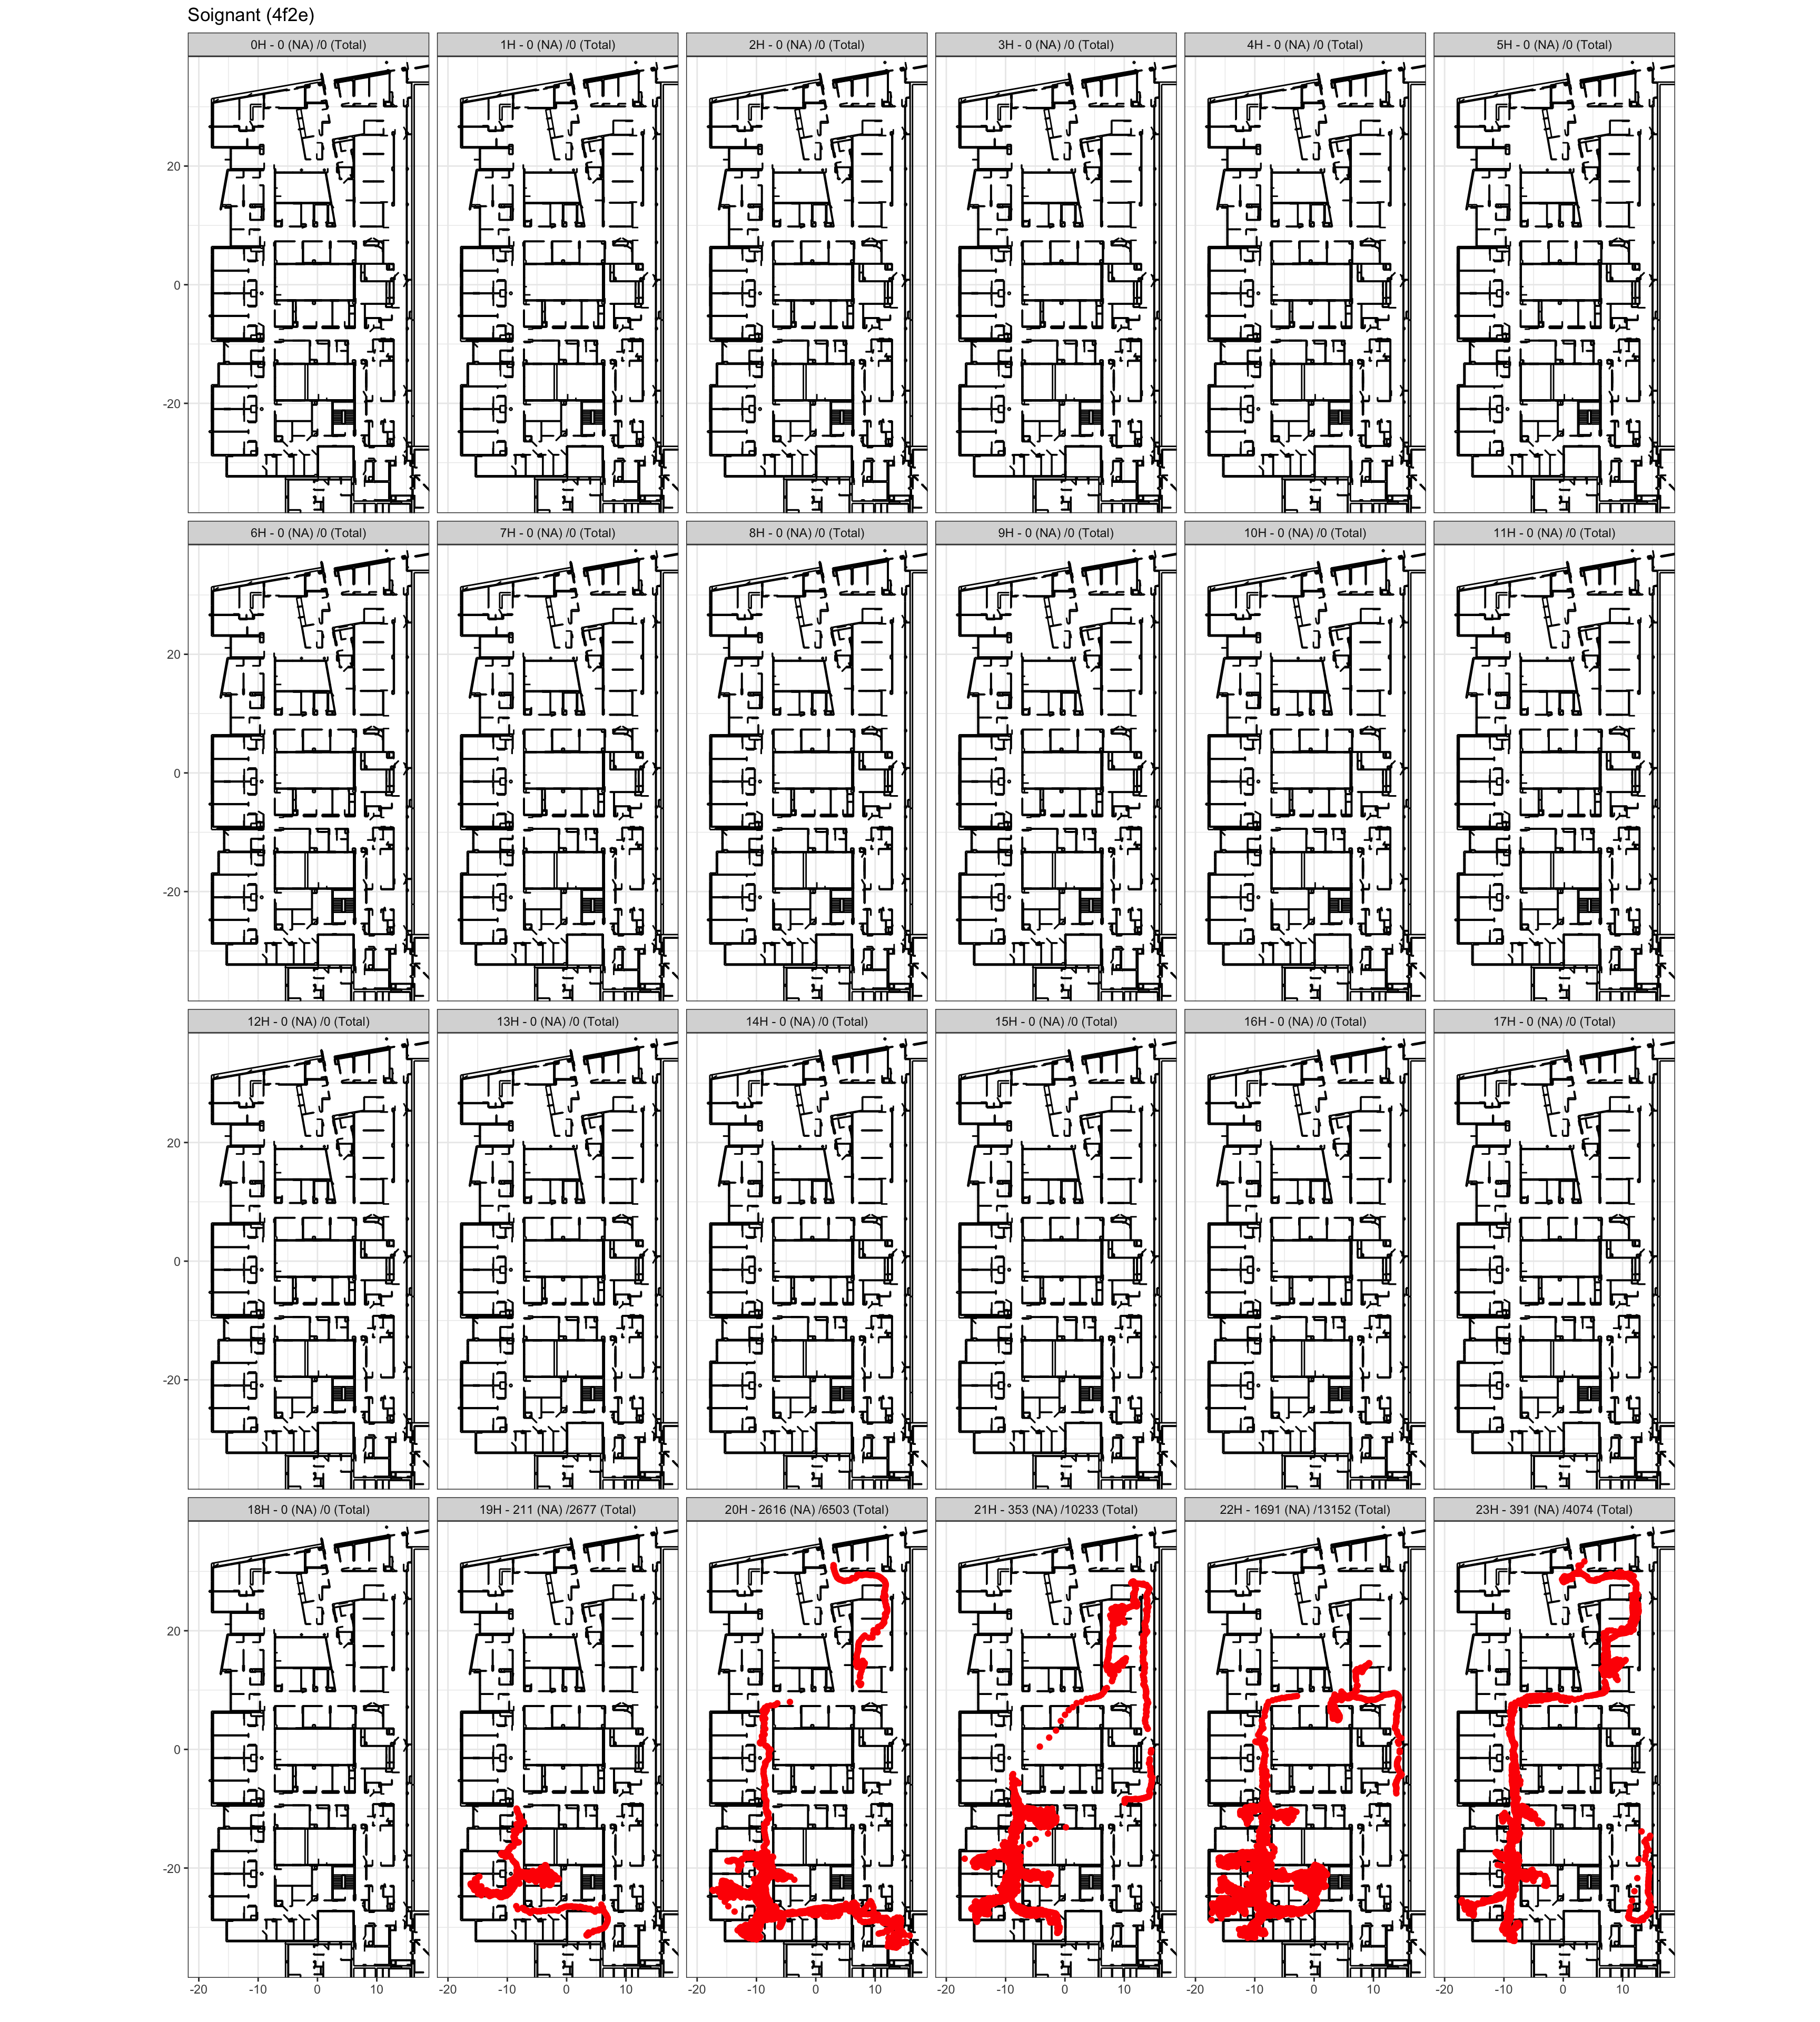 Soignant (4f2e)
0H - 0 (NA) /0 (Total) 1H - 0 (NA) /0 (Total) 2H - 0 (NA) /0 (Total) 3H - 0 (NA) /0 (Total) 4H - 0 (NA) /0 (Total) 5H - 0 (NA) /0 (Total)
20
0
-20
6H - 0 (NA) /0 (Total) 7H - 0 (NA) /0 (Total) 8H - 0 (NA) /0 (Total) 9H - 0 (NA) /0 (Total) 10H - 0 (NA) /0 (Total) 11H - 0 (NA) /0 (Total)
20
0
-20
12H - 0 (NA) /0 (Total) 13H - 0 (NA) /0 (Total) 14H - 0 (NA) /0 (Total) 15H - 0 (NA) /0 (Total) 16H - 0 (NA) /0 (Total) 17H - 0 (NA) /0 (Total)
20
0
-20
18H - 0 (NA) /0 (Total) 19H - 211 (NA) /2677 (Total) 20H - 2616 (NA) /6503 (Total) 21H - 353 (NA) /10233 (Total) 22H - 1691 (NA) /13152 (Total) 23H - 391 (NA) /4074 (Total)
20
0
-20
-20 -10 0 10 -20 -10 0 10 -20 -10 0 10 -20 -10 0 10 -20 -10 0 10 -20 -10 0 10